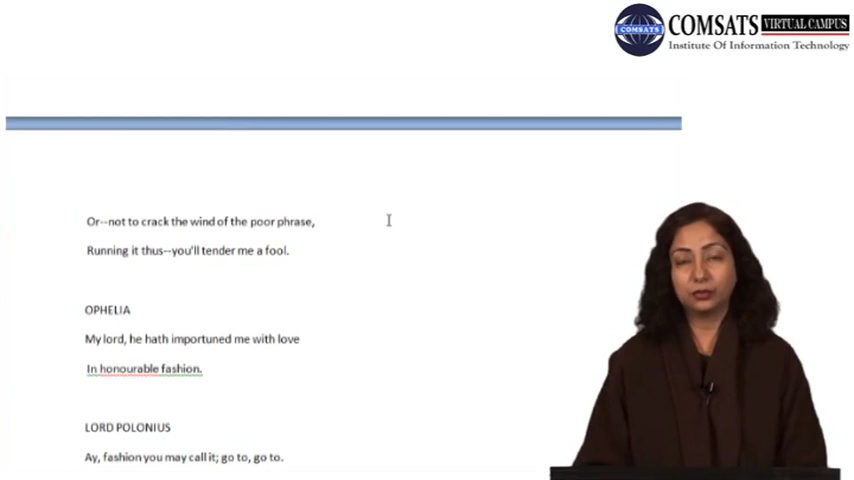 COMSATS VIRTUAL CAMPUS
COMSATS
Institute Of Information Technology
Or--not to crack the wind of the poor phrase,
Running it thus--you'll tender me a fool.
OPHELIA
My lord, he hath importuned me with love
In honourable fashion.
LORD POLONIUS
Ay, fashion you may call it; go to, go to.